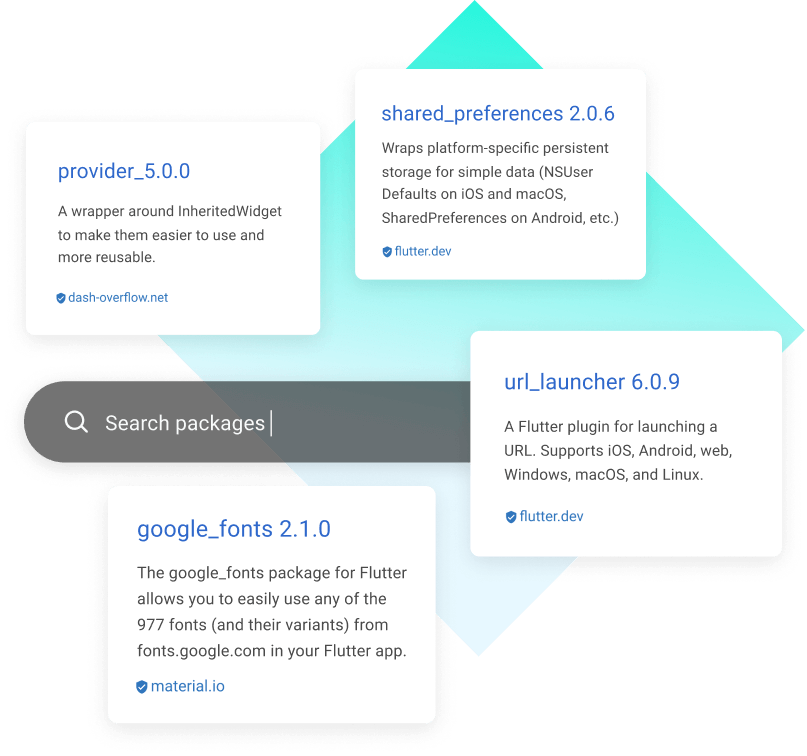 shared_preferences 2.0.6
Wraps platform-specific persistent
storage for simple data (NSUser
Defaults on iOS and macOS,
SharedPreferences on Android, etc.)
flutter.dev
provider_5.0.0
A wrapper around InheritedWidget
to make them easier to use and
more reusable.
dash-overflow.net
Search packages
url_launcher 6.0.9
A Flutter plugin for launching a
URL. Supports iOS, Android, web,
Windows, macOS, and Linux.
flutter.dev
google_fonts 2.1.0
The google_fonts package for Flutter
allows you to easily use any of the
977 fonts (and their variants) from
fonts.google.com in your Flutter app.
material.io